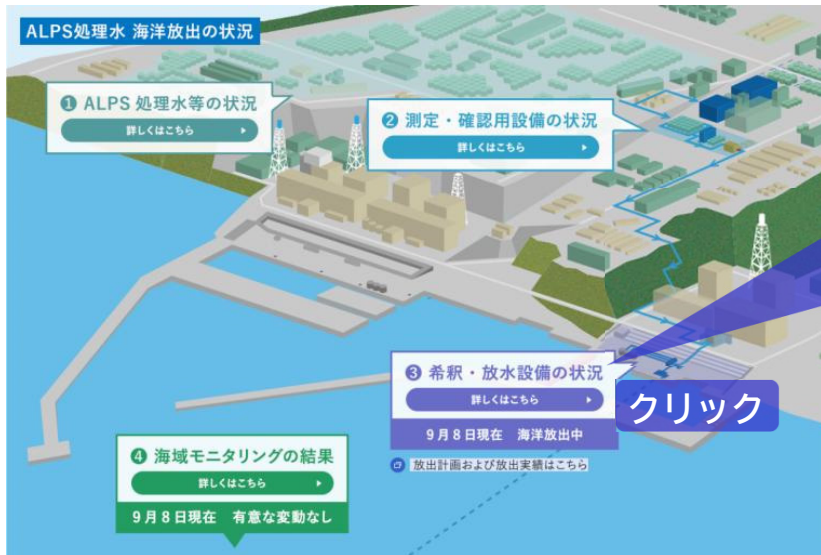 ALPS処理水 海洋放出の状況
❶ ALPS 処理水等の状況
詳しくはこちら
❷ 測定・確認用設備の状況
詳しくはこちら
❸ 希釈・放水設備の状況
詳しくはこちら
クリック
9月8日現在 海洋放出中
放出計画および放出実績はこちら
❹ 海域モニタリングの結果
詳しくはこちら
9月8日現在 有意な変動なし